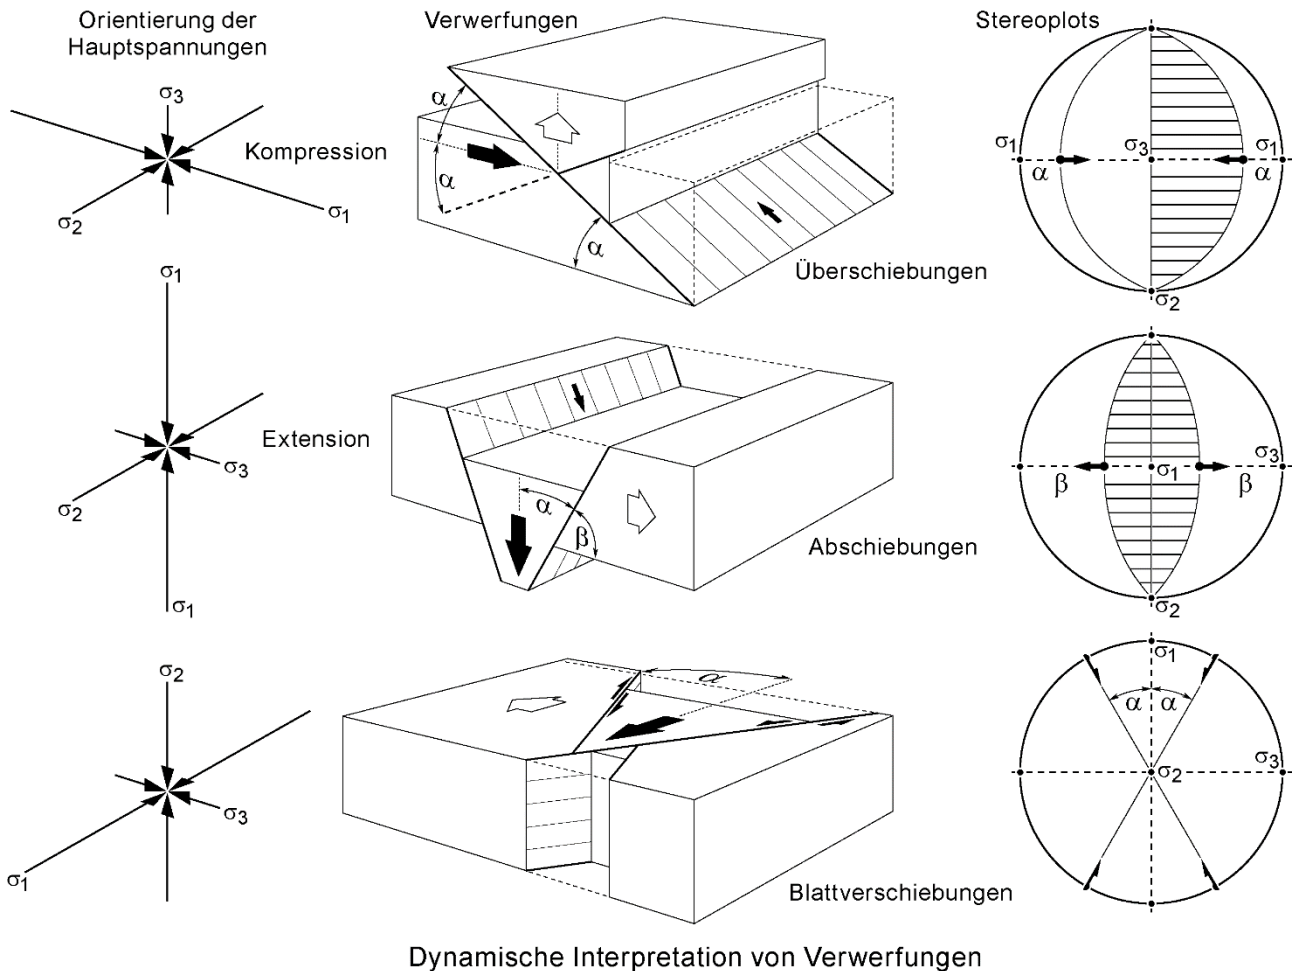 Orientierung der
Hauptspannungen
Verwerfungen
Stereoplots
σ3
Kompression
σ2
σ1
α
α
α
Überschiebungen
σ1
σ3
σ1
α
α
σ2
σ1
Extension
σ3
σ2
σ1
α
β
Abschiebungen
σ3
σ1
β
β
σ2
σ2
σ3
σ1
α
Blattverschiebungen
σ1
α
α
σ3
σ2
Dynamische Interpretation von Verwerfungen